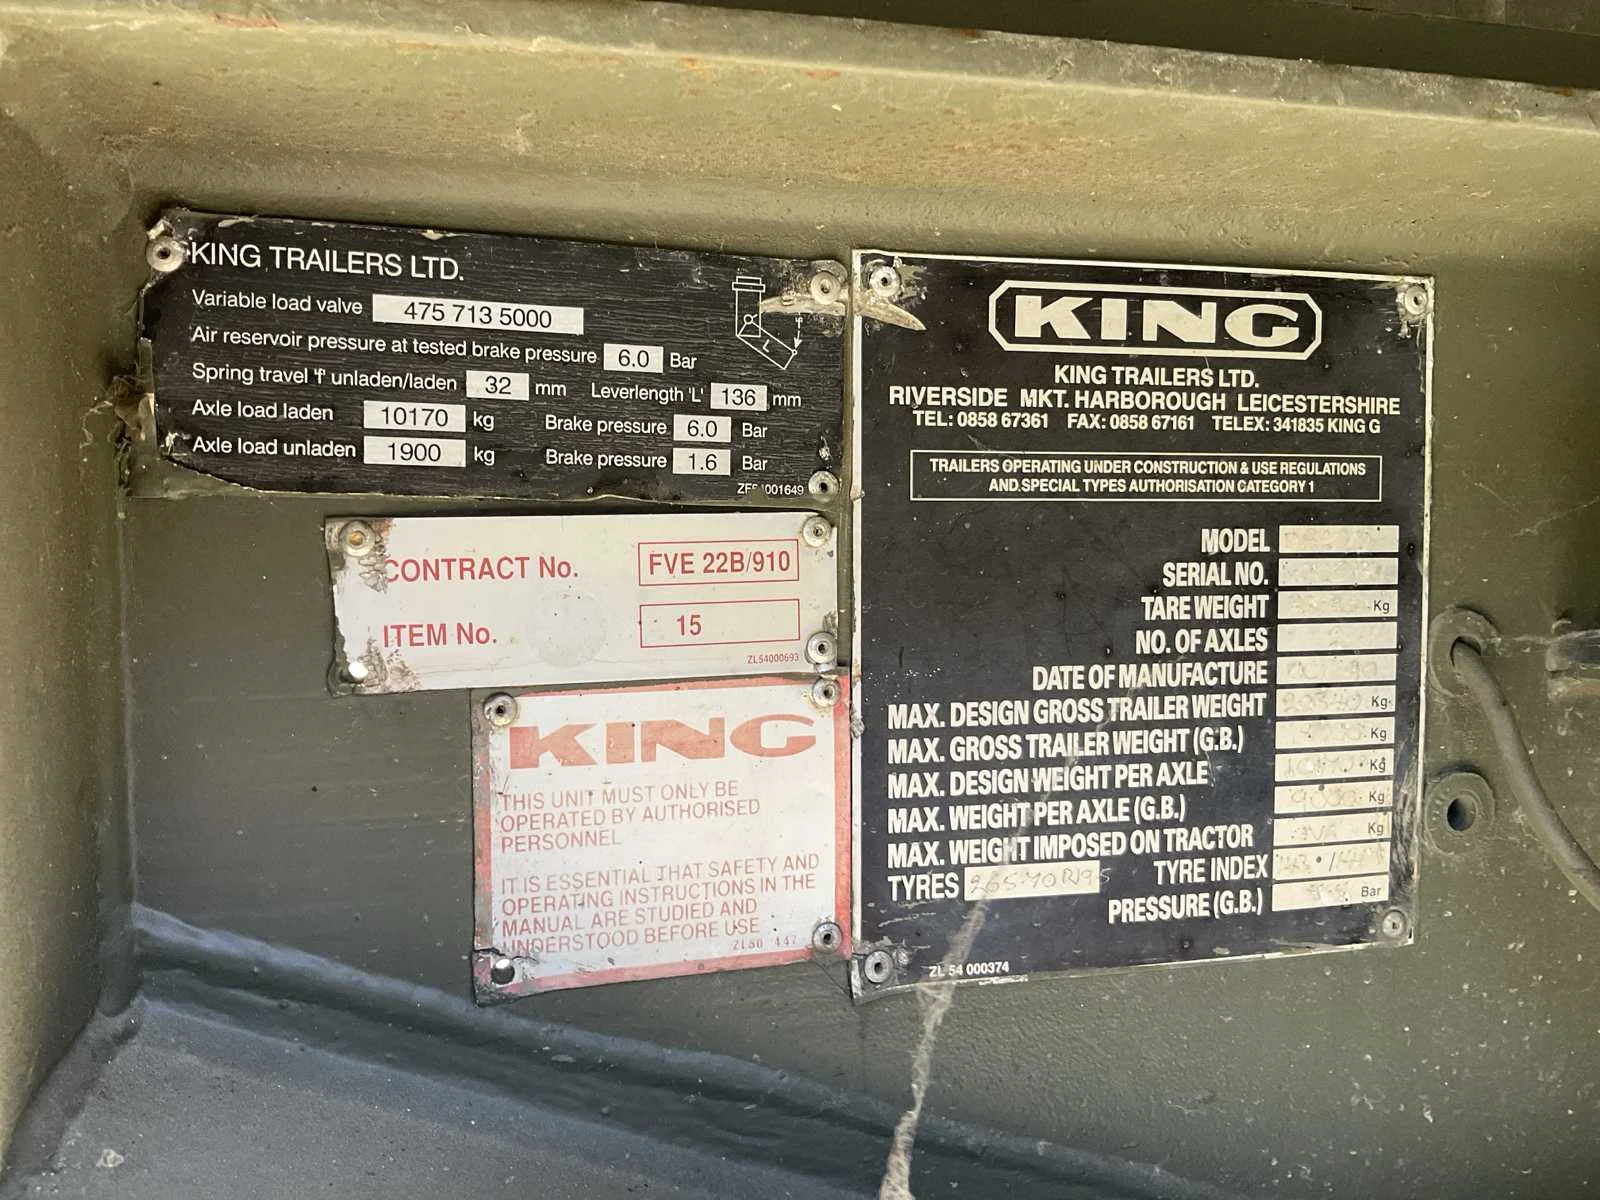 KING TRAILERS LTD.
Variable load valve 475 713 5000
Air reservoir pressure at tested brake pressure 6.0 Bar
Spring travel 'f' unladen/laden 32 mm Leverlength 'L' 136 mm
Axle load laden 10170 kg Brake pressure 6.0 Bar
Axle load unladen 1900 kg Brake pressure 1.6 Bar
f
L
CONTRACT No. FVE 22B/910
ITEM No. 15
ZL54000693
KING
THIS UNIT MUST ONLY BE
OPERATED BY AUTHORISED
PERSONNEL
IT IS ESSENTIAL THAT SAFETY AND
OPERATING INSTRUCTIONS IN THE
MANUAL ARE STUDIED AND
UNDERSTOOD BEFORE USE
KING
KING TRAILERS LTD.
RIVERSIDE MKT. HARBOROUGH LEICESTERSHIRE
TEL: 0858 67361 FAX: 0858 67161 TELEX: 341835 KING G
TRAILERS OPERATING UNDER CONSTRUCTION & USE REGULATIONS
AND SPECIAL TYPES AUTHORISATION CATEGORY 1
MODEL
SERIAL NO.
TARE WEIGHT Kg
NO. OF AXLES
DATE OF MANUFACTURE
MAX. DESIGN GROSS TRAILER WEIGHT 20340 Kg.
MAX. GROSS TRAILER WEIGHT (G.B.) Kg
MAX. DESIGN WEIGHT PER AXLE 10170 Kg
MAX. WEIGHT PER AXLE (G.B.) 9000 Kg
MAX. WEIGHT IMPOSED ON TRACTOR Kg
TYRES 265-70R19-5 TYRE INDEX
PRESSURE (G.B.) Bar
ZL 54 000374